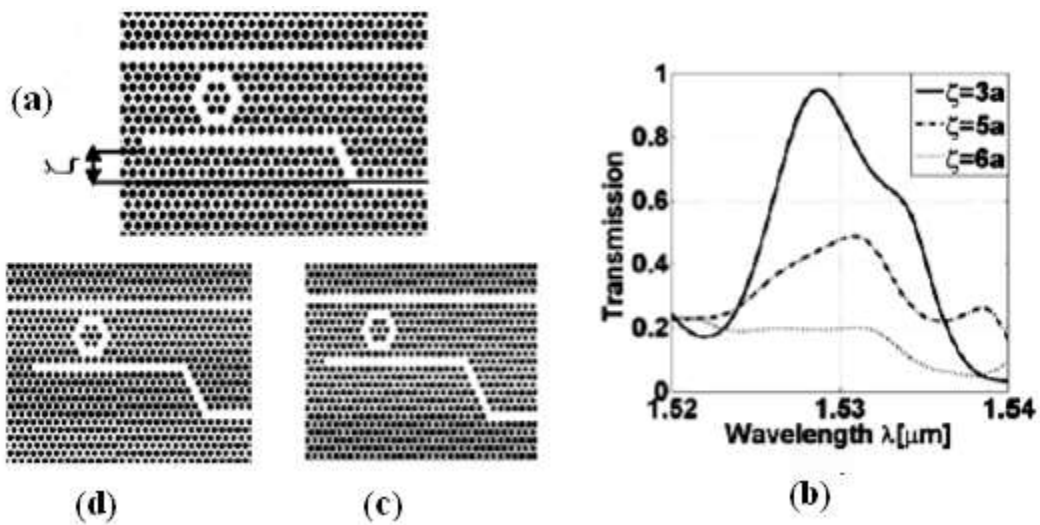 (a)
ζ
(d)
(c)
1
0.8
0.6
0.4
0.2
0
Transmission
ζ=3a
ζ=5a
ζ=6a
1.52
1.53
1.54
Wavelength λ[μm]
(b)